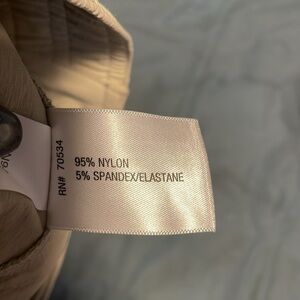 95% NYLON
5% SPANDEX/ELASTANE
RN# 70534